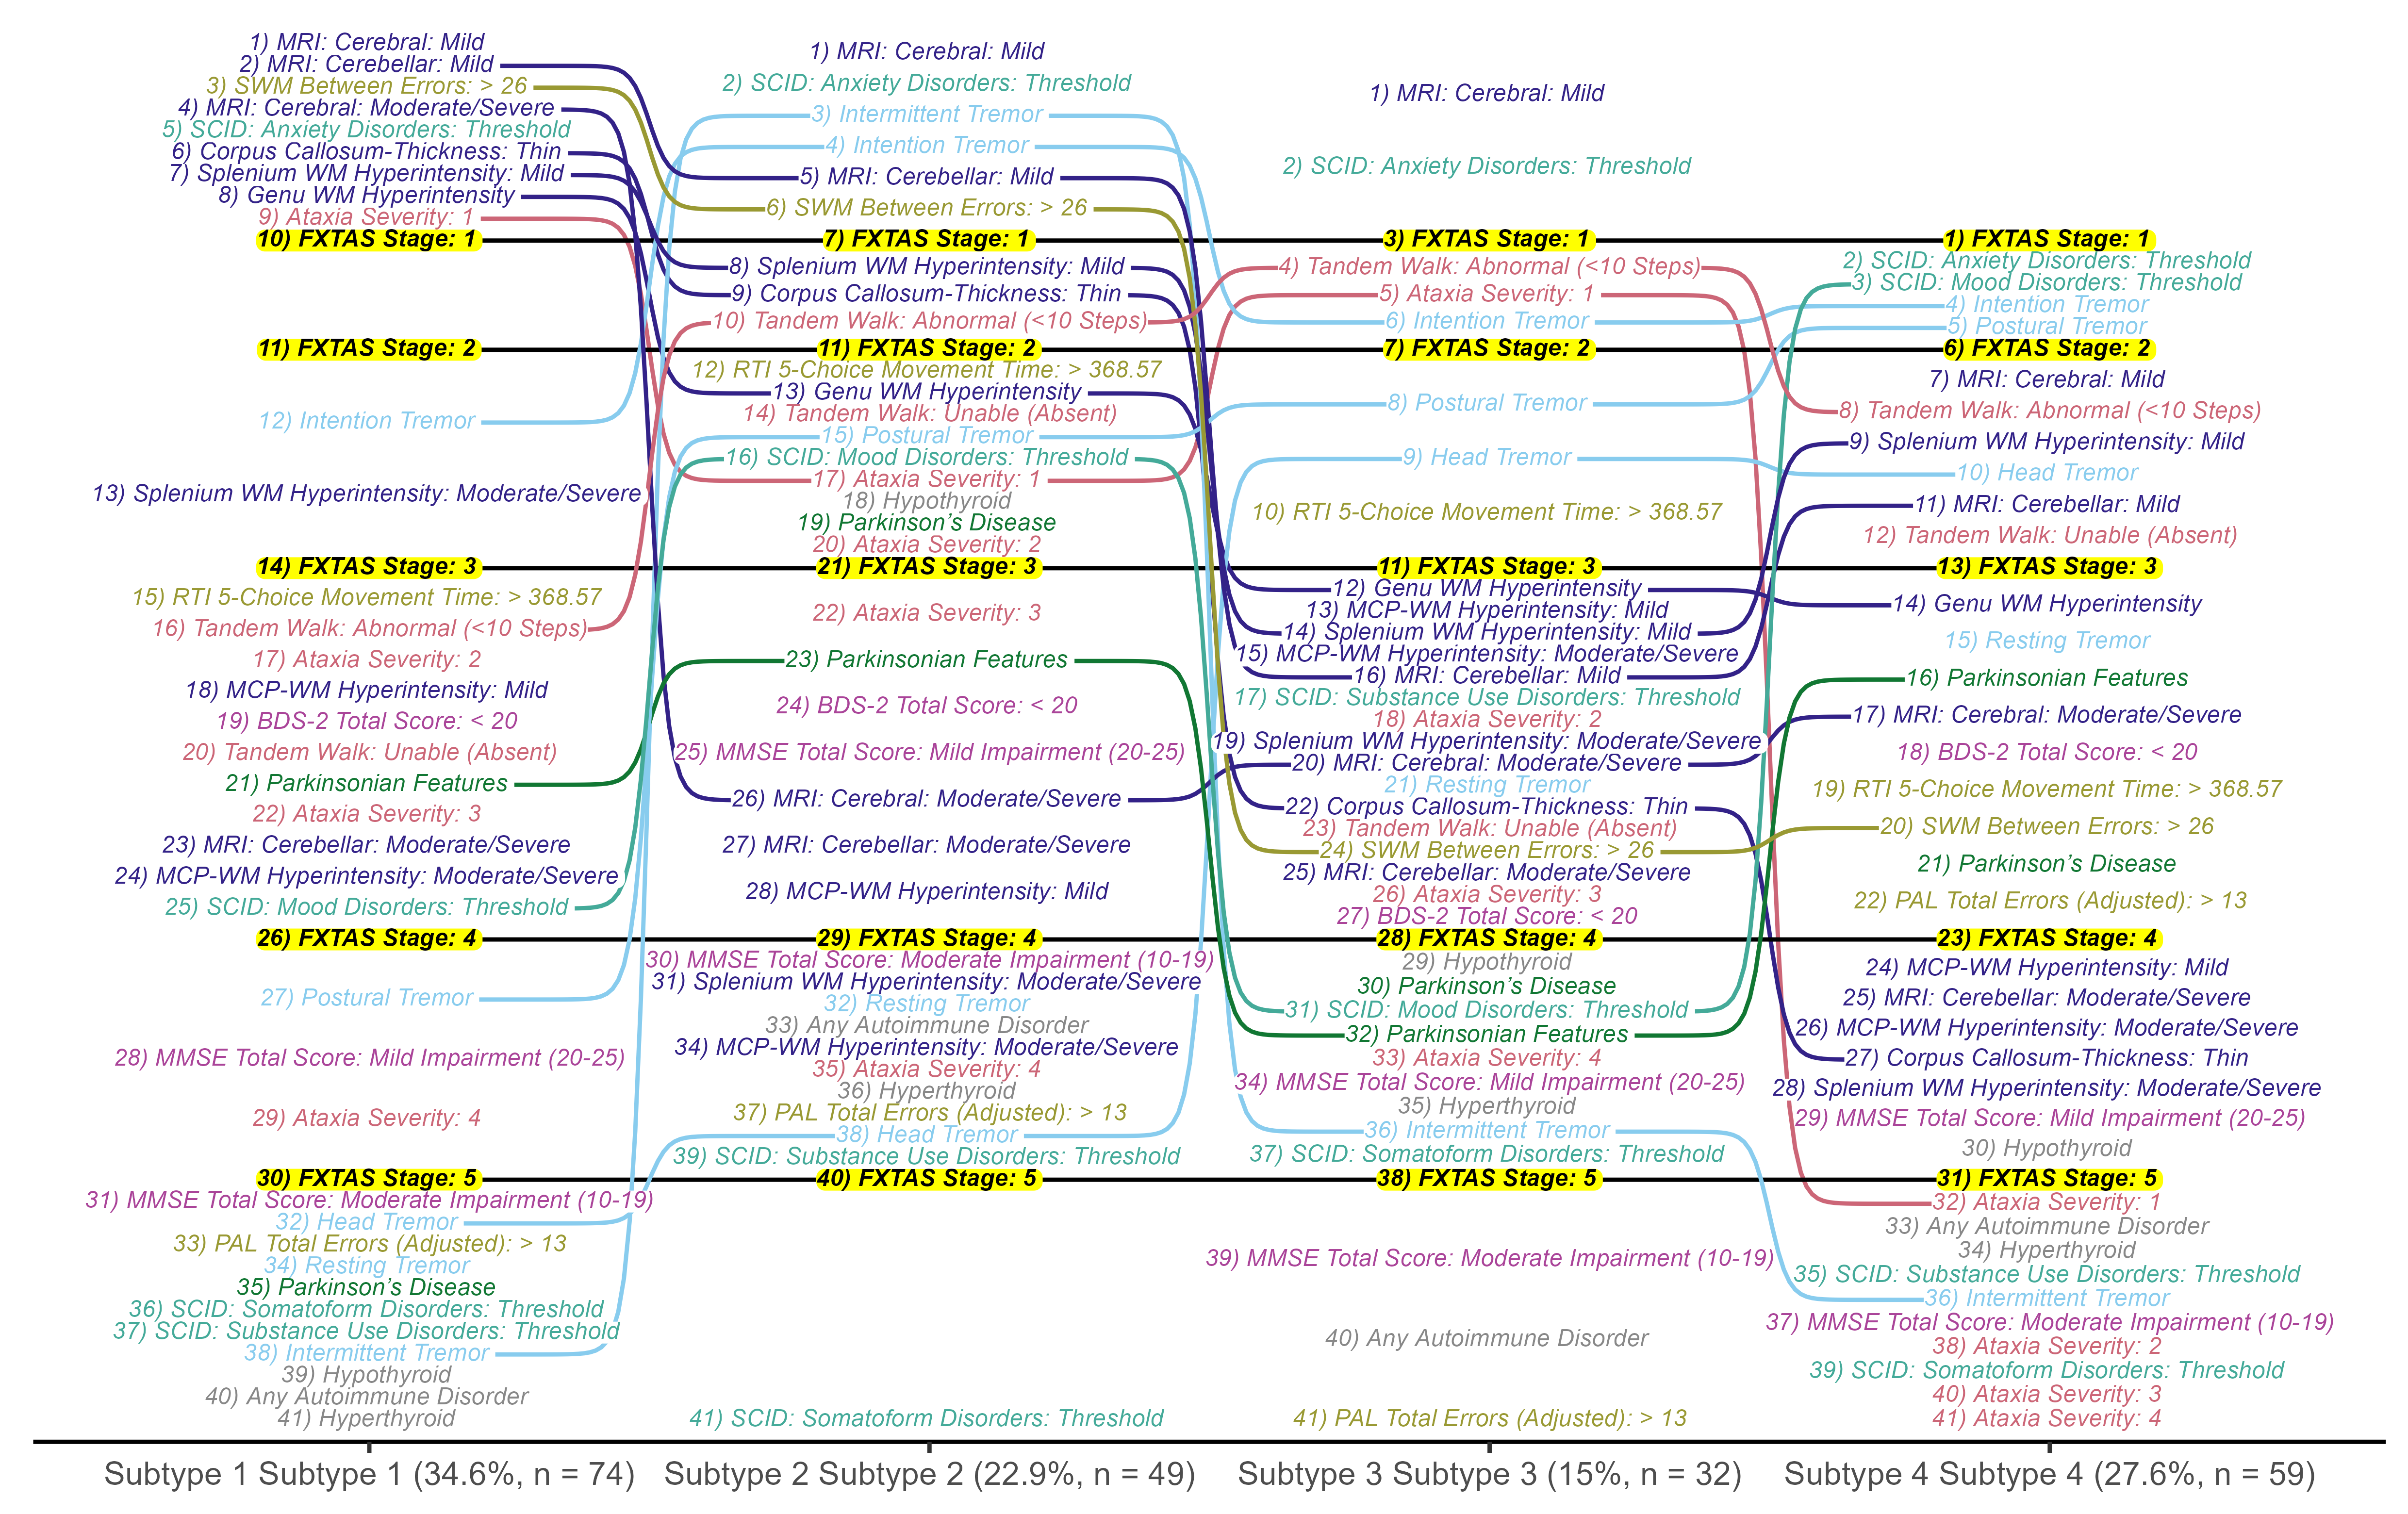 1) MRI: Cerebral: Mild
2) MRI: Cerebellar: Mild
3) SWM Between Errors: > 26
4) MRI: Cerebral: Moderate/Severe
5) SCID: Anxiety Disorders: Threshold
6) Corpus Callosum-Thickness: Thin
7) Splenium WM Hyperintensity: Mild
8) Genu WM Hyperintensity
9) Ataxia Severity: 1
10) FXTAS Stage: 1
11) FXTAS Stage: 2
12) Intention Tremor
13) Splenium WM Hyperintensity: Moderate/Severe
14) FXTAS Stage: 3
15) RTI 5-Choice Movement Time: > 368.57
16) Tandem Walk: Abnormal (<10 Steps)
17) Ataxia Severity: 2
18) MCP-WM Hyperintensity: Mild
19) BDS-2 Total Score: < 20
20) Tandem Walk: Unable (Absent)
21) Parkinsonian Features
22) Ataxia Severity: 3
23) MRI: Cerebellar: Moderate/Severe
24) MCP-WM Hyperintensity: Moderate/Severe
25) SCID: Mood Disorders: Threshold
26) FXTAS Stage: 4
27) Postural Tremor
28) MMSE Total Score: Mild Impairment (20-25)
29) Ataxia Severity: 4
30) FXTAS Stage: 5
31) MMSE Total Score: Moderate Impairment (10-19)
32) Head Tremor
33) PAL Total Errors (Adjusted): > 13
34) Resting Tremor
35) Parkinson's Disease
36) SCID: Somatoform Disorders: Threshold
37) SCID: Substance Use Disorders: Threshold
38) Intermittent Tremor
39) Hypothyroid
40) Any Autoimmune Disorder
41) Hyperthyroid
1) MRI: Cerebral: Mild
2) SCID: Anxiety Disorders: Threshold
3) Intermittent Tremor
4) Intention Tremor
5) MRI: Cerebellar: Mild
6) SWM Between Errors: > 26
7) FXTAS Stage: 1
8) Splenium WM Hyperintensity: Mild
9) Corpus Callosum-Thickness: Thin
10) Tandem Walk: Abnormal (<10 Steps)
11) FXTAS Stage: 2
12) RTI 5-Choice Movement Time: > 368.57
13) Genu WM Hyperintensity
14) Tandem Walk: Unable (Absent)
15) Postural Tremor
16) SCID: Mood Disorders: Threshold
17) Ataxia Severity: 1
18) Hypothyroid
19) Parkinson's Disease
20) Ataxia Severity: 2
21) FXTAS Stage: 3
22) Ataxia Severity: 3
23) Parkinsonian Features
24) BDS-2 Total Score: < 20
25) MMSE Total Score: Mild Impairment (20-25)
26) MRI: Cerebral: Moderate/Severe
27) MRI: Cerebellar: Moderate/Severe
28) MCP-WM Hyperintensity: Mild
29) FXTAS Stage: 4
30) MMSE Total Score: Moderate Impairment (10-19)
31) Splenium WM Hyperintensity: Moderate/Severe
32) Resting Tremor
33) Any Autoimmune Disorder
34) MCP-WM Hyperintensity: Moderate/Severe
35) Ataxia Severity: 4
36) Hyperthyroid
37) PAL Total Errors (Adjusted): > 13
38) Head Tremor
39) SCID: Substance Use Disorders: Threshold
40) FXTAS Stage: 5
41) SCID: Somatoform Disorders: Threshold
1) MRI: Cerebral: Mild
2) SCID: Anxiety Disorders: Threshold
3) FXTAS Stage: 1
4) Tandem Walk: Abnormal (<10 Steps)
5) Ataxia Severity: 1
6) Intention Tremor
7) FXTAS Stage: 2
8) Postural Tremor
9) Head Tremor
10) RTI 5-Choice Movement Time: > 368.57
11) FXTAS Stage: 3
12) Genu WM Hyperintensity
13) MCP-WM Hyperintensity: Mild
14) Splenium WM Hyperintensity: Mild
15) MCP-WM Hyperintensity: Moderate/Severe
16) MRI: Cerebellar: Mild
17) SCID: Substance Use Disorders: Threshold
18) Ataxia Severity: 2
19) Splenium WM Hyperintensity: Moderate/Severe
20) MRI: Cerebral: Moderate/Severe
21) Resting Tremor
22) Corpus Callosum-Thickness: Thin
23) Tandem Walk: Unable (Absent)
24) SWM Between Errors: > 26
25) MRI: Cerebellar: Moderate/Severe
26) Ataxia Severity: 3
27) BDS-2 Total Score: < 20
28) FXTAS Stage: 4
29) Hypothyroid
30) Parkinson's Disease
31) SCID: Mood Disorders: Threshold
32) Parkinsonian Features
33) Ataxia Severity: 4
34) MMSE Total Score: Mild Impairment (20-25)
35) Hyperthyroid
36) Intermittent Tremor
37) SCID: Somatoform Disorders: Threshold
38) FXTAS Stage: 5
39) MMSE Total Score: Moderate Impairment (10-19)
40) Any Autoimmune Disorder
41) PAL Total Errors (Adjusted): > 13
1) FXTAS Stage: 1
2) SCID: Anxiety Disorders: Threshold
3) SCID: Mood Disorders: Threshold
4) Intention Tremor
5) Postural Tremor
6) FXTAS Stage: 2
7) MRI: Cerebral: Mild
8) Tandem Walk: Abnormal (<10 Steps)
9) Splenium WM Hyperintensity: Mild
10) Head Tremor
11) MRI: Cerebellar: Mild
12) Tandem Walk: Unable (Absent)
13) FXTAS Stage: 3
14) Genu WM Hyperintensity
15) Resting Tremor
16) Parkinsonian Features
17) MRI: Cerebral: Moderate/Severe
18) BDS-2 Total Score: < 20
19) RTI 5-Choice Movement Time: > 368.57
20) SWM Between Errors: > 26
21) Parkinson's Disease
22) PAL Total Errors (Adjusted): > 13
23) FXTAS Stage: 4
24) MCP-WM Hyperintensity: Mild
25) MRI: Cerebellar: Moderate/Severe
26) MCP-WM Hyperintensity: Moderate/Severe
27) Corpus Callosum-Thickness: Thin
28) Splenium WM Hyperintensity: Moderate/Severe
29) MMSE Total Score: Mild Impairment (20-25)
30) Hypothyroid
31) FXTAS Stage: 5
32) Ataxia Severity: 1
33) Any Autoimmune Disorder
34) Hyperthyroid
35) SCID: Substance Use Disorders: Threshold
36) Intermittent Tremor
37) MMSE Total Score: Moderate Impairment (10-19)
38) Ataxia Severity: 2
39) SCID: Somatoform Disorders: Threshold
40) Ataxia Severity: 3
41) Ataxia Severity: 4
Subtype 1 Subtype 1 (34.6%, n = 74)
Subtype 2 Subtype 2 (22.9%, n = 49)
Subtype 3 Subtype 3 (15%, n = 32)
Subtype 4 Subtype 4 (27.6%, n = 59)